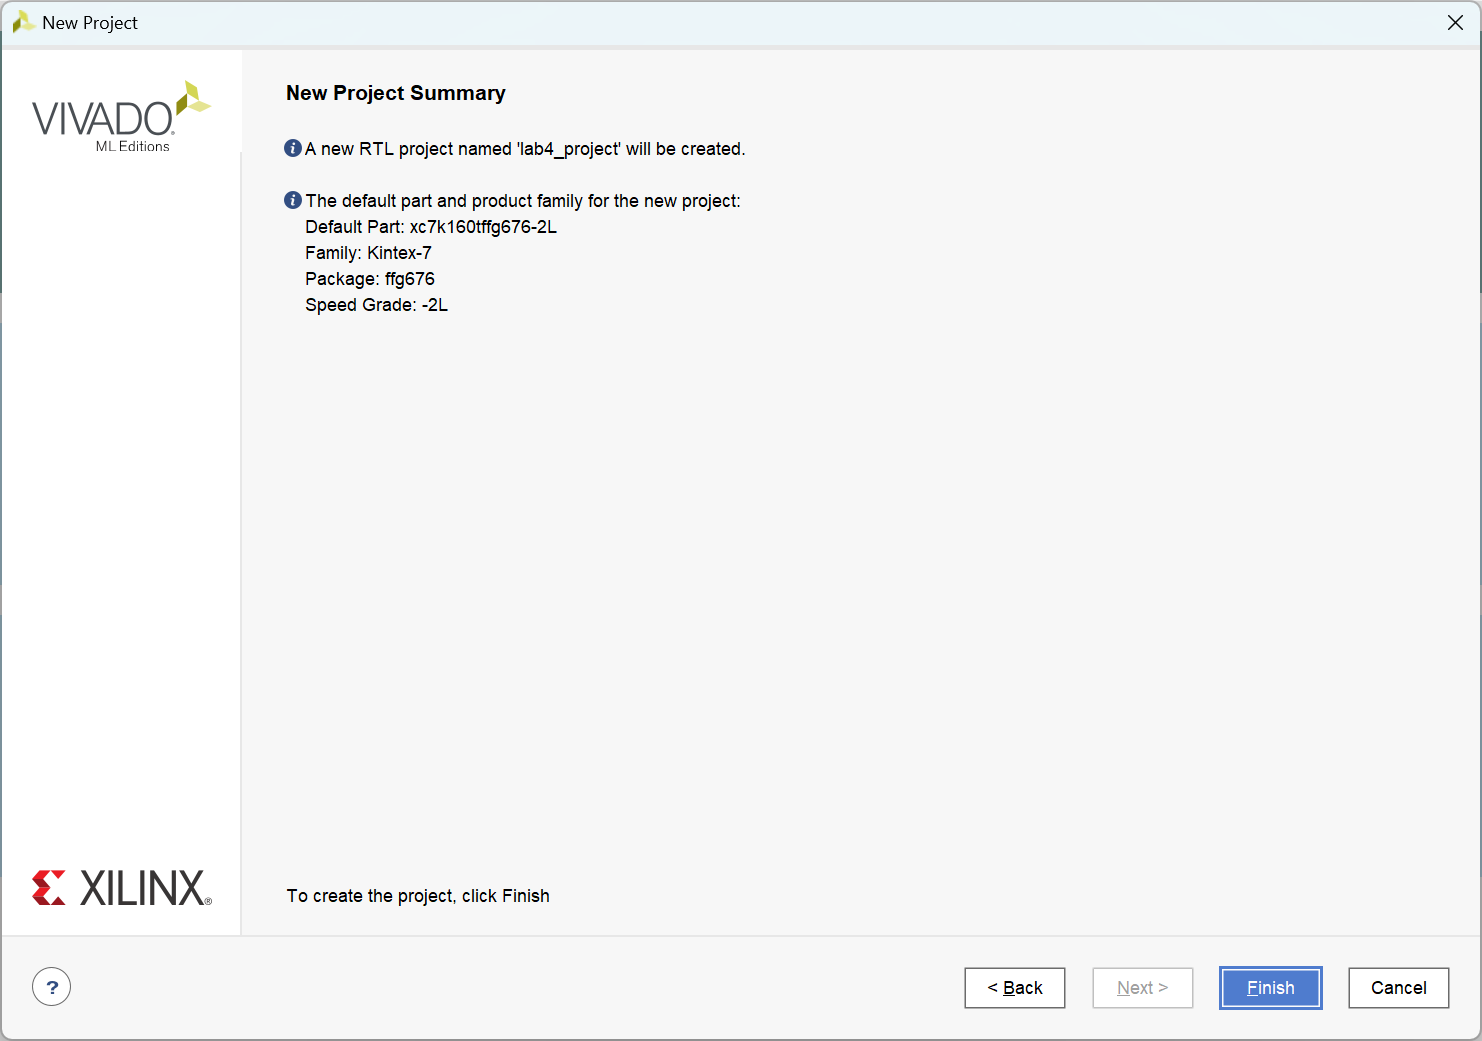 New Project
VIVADO.
ML Editions
New Project Summary
A new RTL project named 'lab4_project' will be created.
The default part and product family for the new project:
Default Part: xc7k160tffg676-2L
Family: Kintex-7
Package: ffg676
Speed Grade: -2L
XILINX®
To create the project, click Finish
?
< Back
Next >
Finish
Cancel